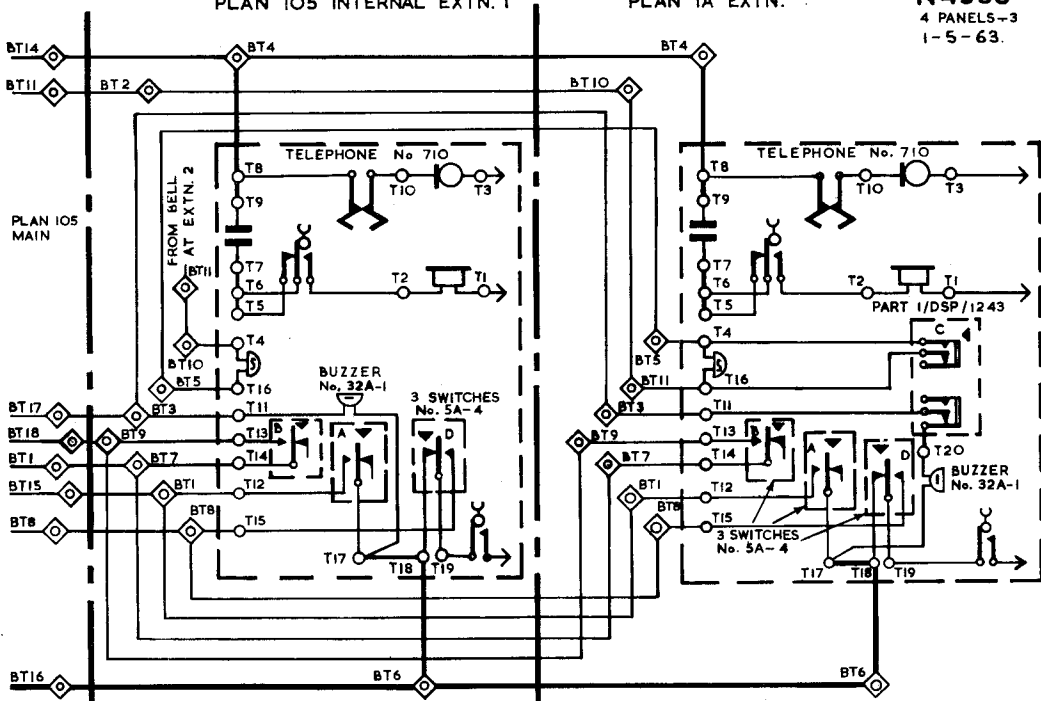 PLAN 105 INTERNAL EXTN. 1
PLAN 1A EXTN.
4 PANELS-3
1-5-63.
BT14
BT4
BT4
BT11
BT2
BT10
PLAN 105
MAIN
FROM BELL
AT EXTN. 2
BT11
BT10
BT5
TELEPHONE No 710
T8
T10
T3
T9
T7
T6
T5
T2
T1
T4
T16
BUZZER
No. 32A-1
3 SWITCHES
No. 5A-4
BT17
BT3
T11
BT18
BT9
T13
B
A
D
BT1
BT7
T14
BT15
BT1
T12
BT8
BT8
T15
T17
T18
T19
BT16
BT6
TELEPHONE No. 710
T8
T10
T3
T9
T7
T6
T5
T2
T1
PART 1/DSP/1243
C
T4
BT5
BT11
T16
BT3
T11
BT9
T13
B
A
D
BT7
T14
T20
BUZZER
No. 32A-1
BT1
T12
BT8
T15
3 SWITCHES
No. 5A-4
T17
T18
T19
BT6